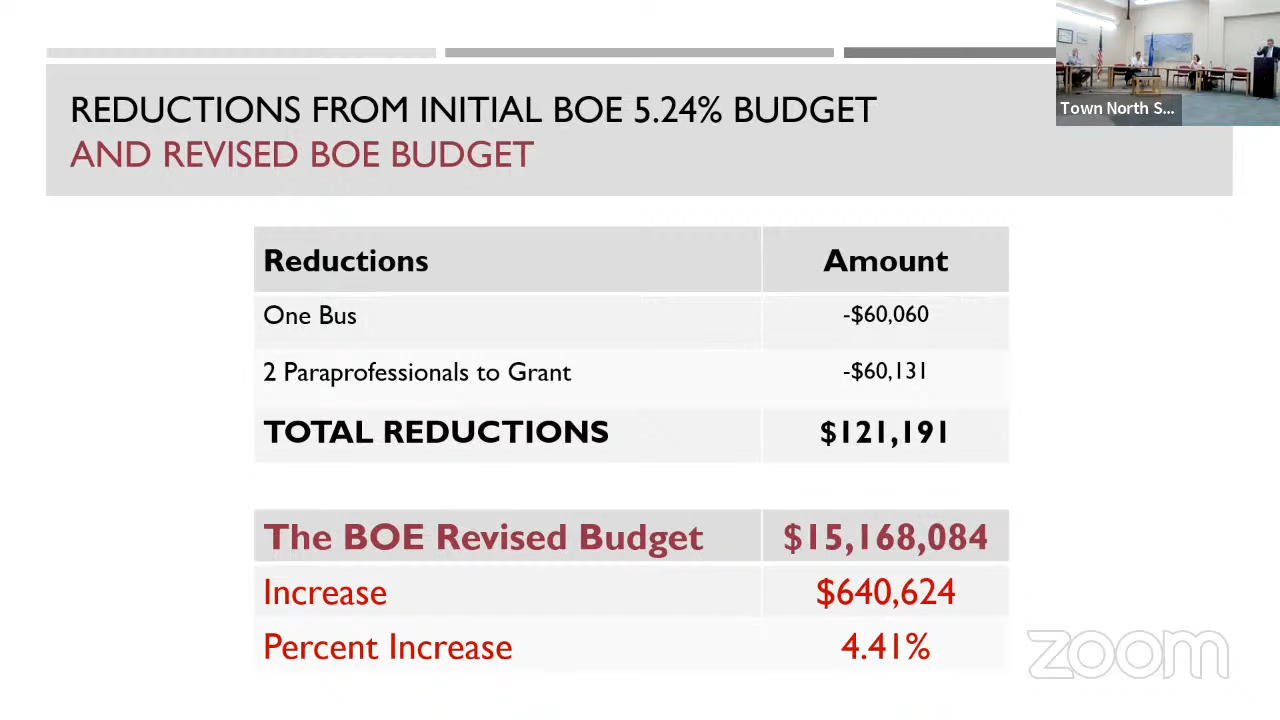 Town North S...
REDUCTIONS FROM INITIAL BOE 5.24% BUDGET
AND REVISED BOE BUDGET
Reductions Amount
One Bus -$60,060
2 Paraprofessionals to Grant -$60,131
TOTAL REDUCTIONS $121,191
The BOE Revised Budget $15,168,084
Increase $640,624
Percent Increase 4.41%
zoom